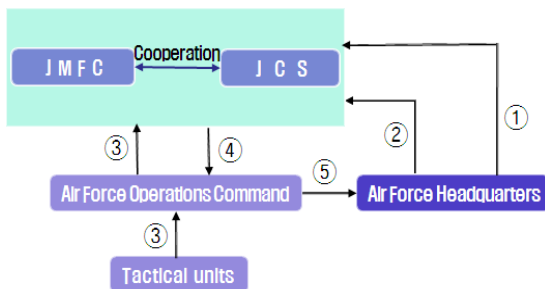 Cooperation
J M F C
J C S
①
②
③
④
⑤
Air Force Operations Command
Air Force Headquarters
③
Tactical units